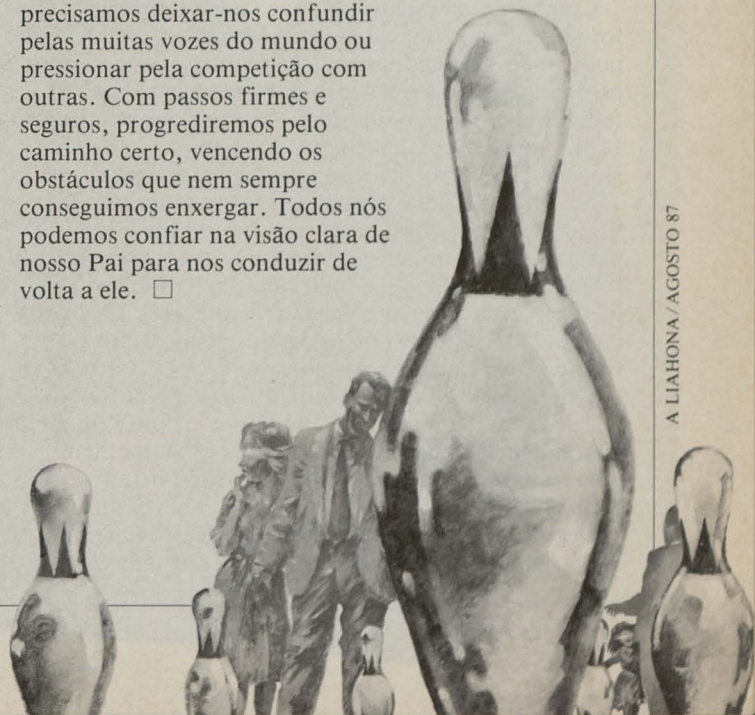 precisamos deixar-nos confundir
pelas muitas vozes do mundo ou
pressionar pela competição com
outras. Com passos firmes e
seguros, progrediremos pelo
caminho certo, vencendo os
obstáculos que nem sempre
conseguimos enxergar. Todos nós
podemos confiar na visão clara de
nosso Pai para nos conduzir de
volta a ele. □
A LIAHONA/AGOSTO 87